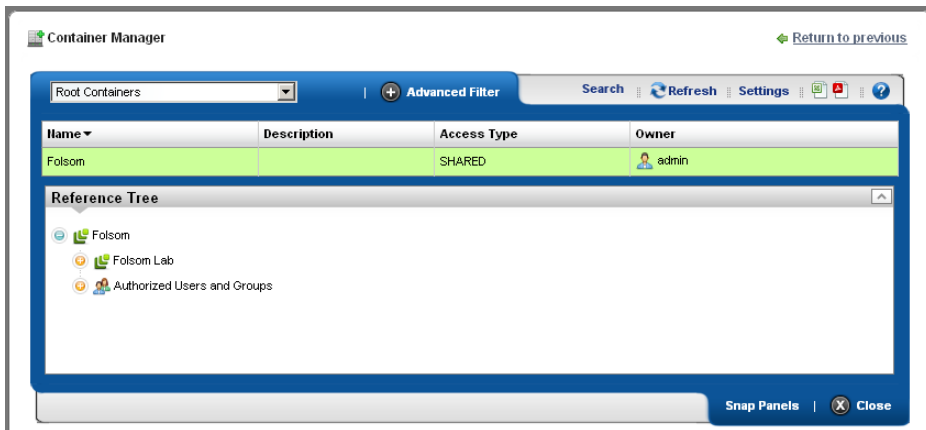 Container Manager Return to previous
Root Containers | Advanced Filter Search Refresh Settings
Name Description Access Type Owner
Folsom SHARED admin
Reference Tree
Folsom
Folsom Lab
Authorized Users and Groups
Snap Panels | X Close